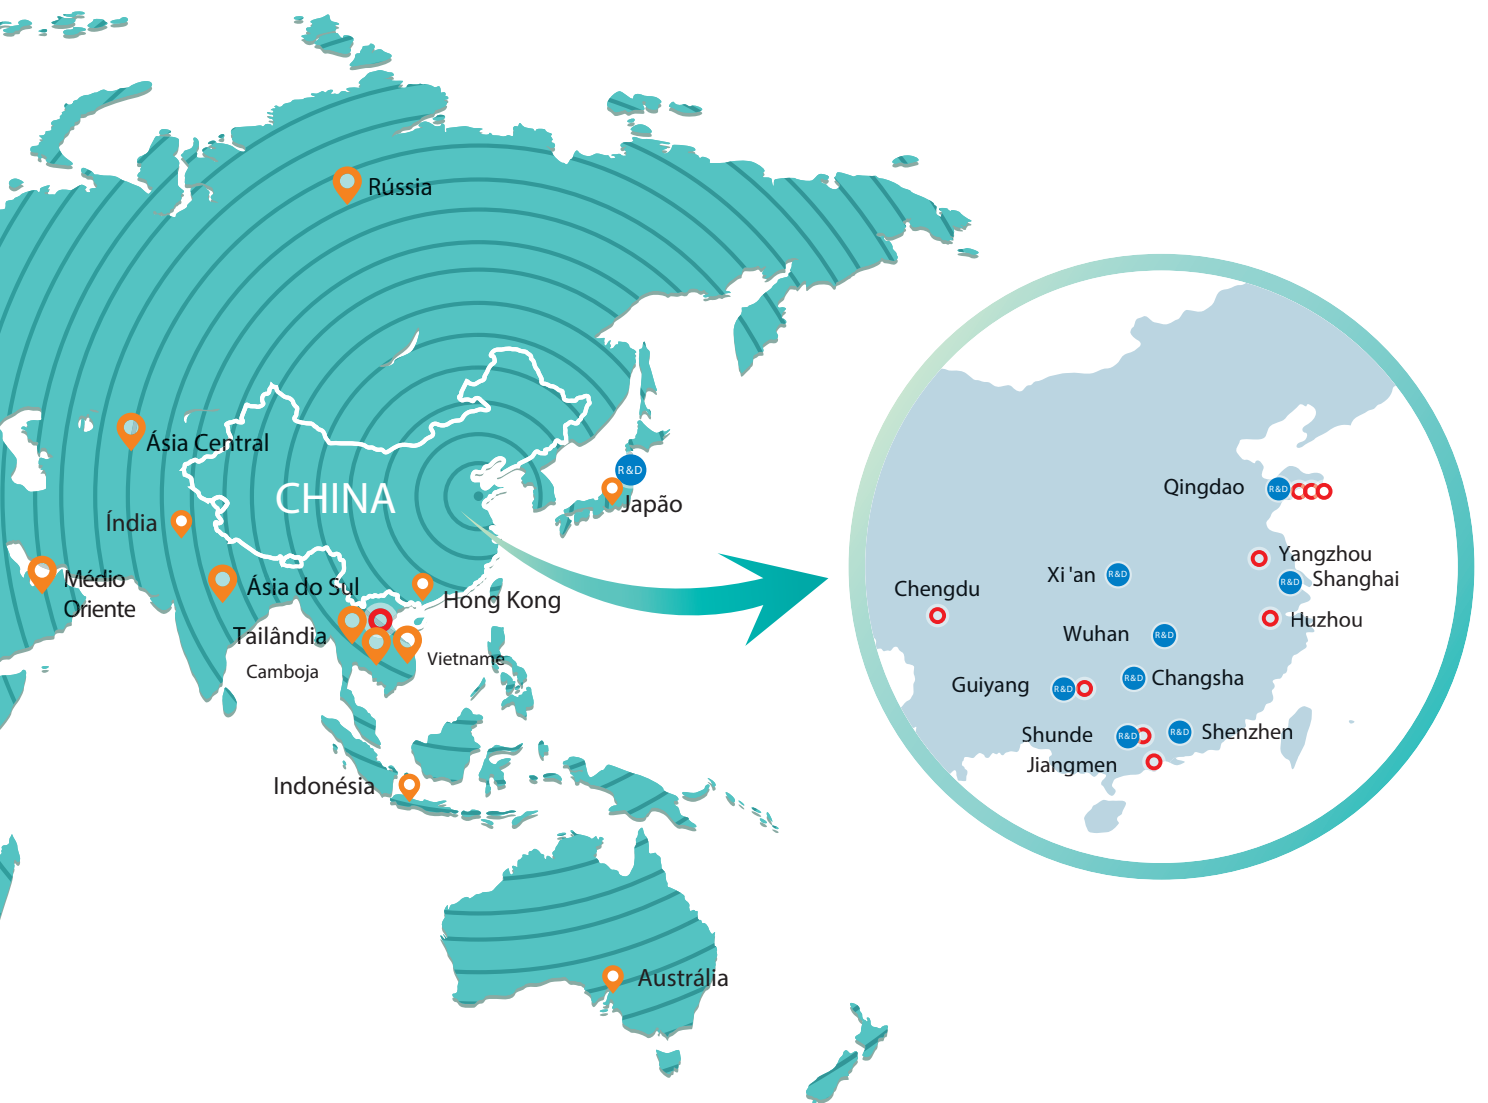 Rússia
Ásia Central
CHINA
R&D
Japão
Índia
Médio
Oriente
Ásia do Sul
Hong Kong
Tailândia
Vietname
Camboja
Indonésia
Austrália
Qingdao
R&D
Yangzhou
Xi'an
R&D
R&D
Shanghai
Chengdu
Huzhou
Wuhan
R&D
Guiyang
R&D
R&D
Changsha
Shunde
R&D
R&D
Shenzhen
Jiangmen